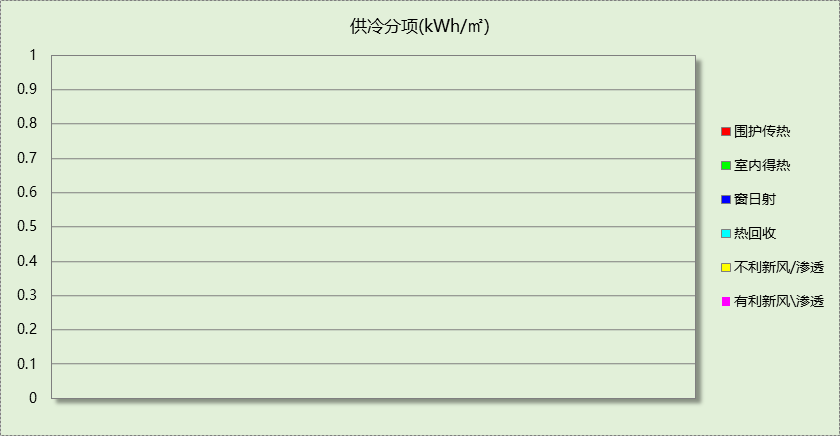 供冷分项(kWh/㎡)
1
0.9
0.8
0.7
0.6
0.5
0.4
0.3
0.2
0.1
0
围护传热
室内得热
窗日射
热回收
不利新风/渗透
有利新风\渗透